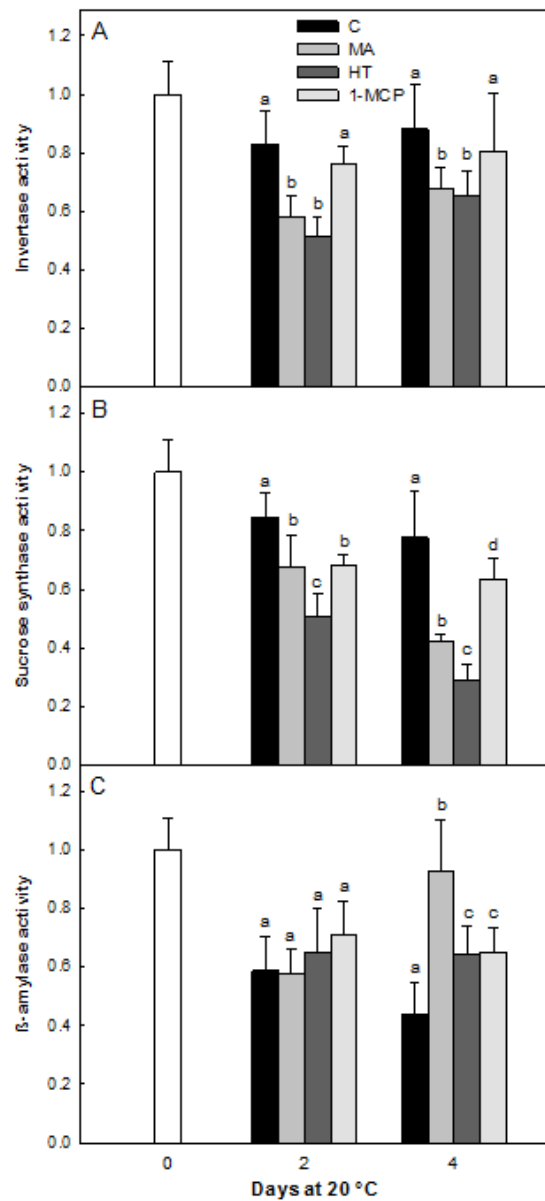 A
C
MA
HT
1-MCP
1.2
1.0
0.8
0.6
0.4
0.2
0.0
Invertase activity
a
b
b
a
a
b
b
a
B
1.2
1.0
0.8
0.6
0.4
0.2
0.0
Sucrose synthase activity
a
b
c
b
a
b
c
d
C
1.2
1.0
0.8
0.6
0.4
0.2
0.0
ß-amylase activity
a
a
a
a
a
b
c
c
0 2 4
Days at 20 ºC